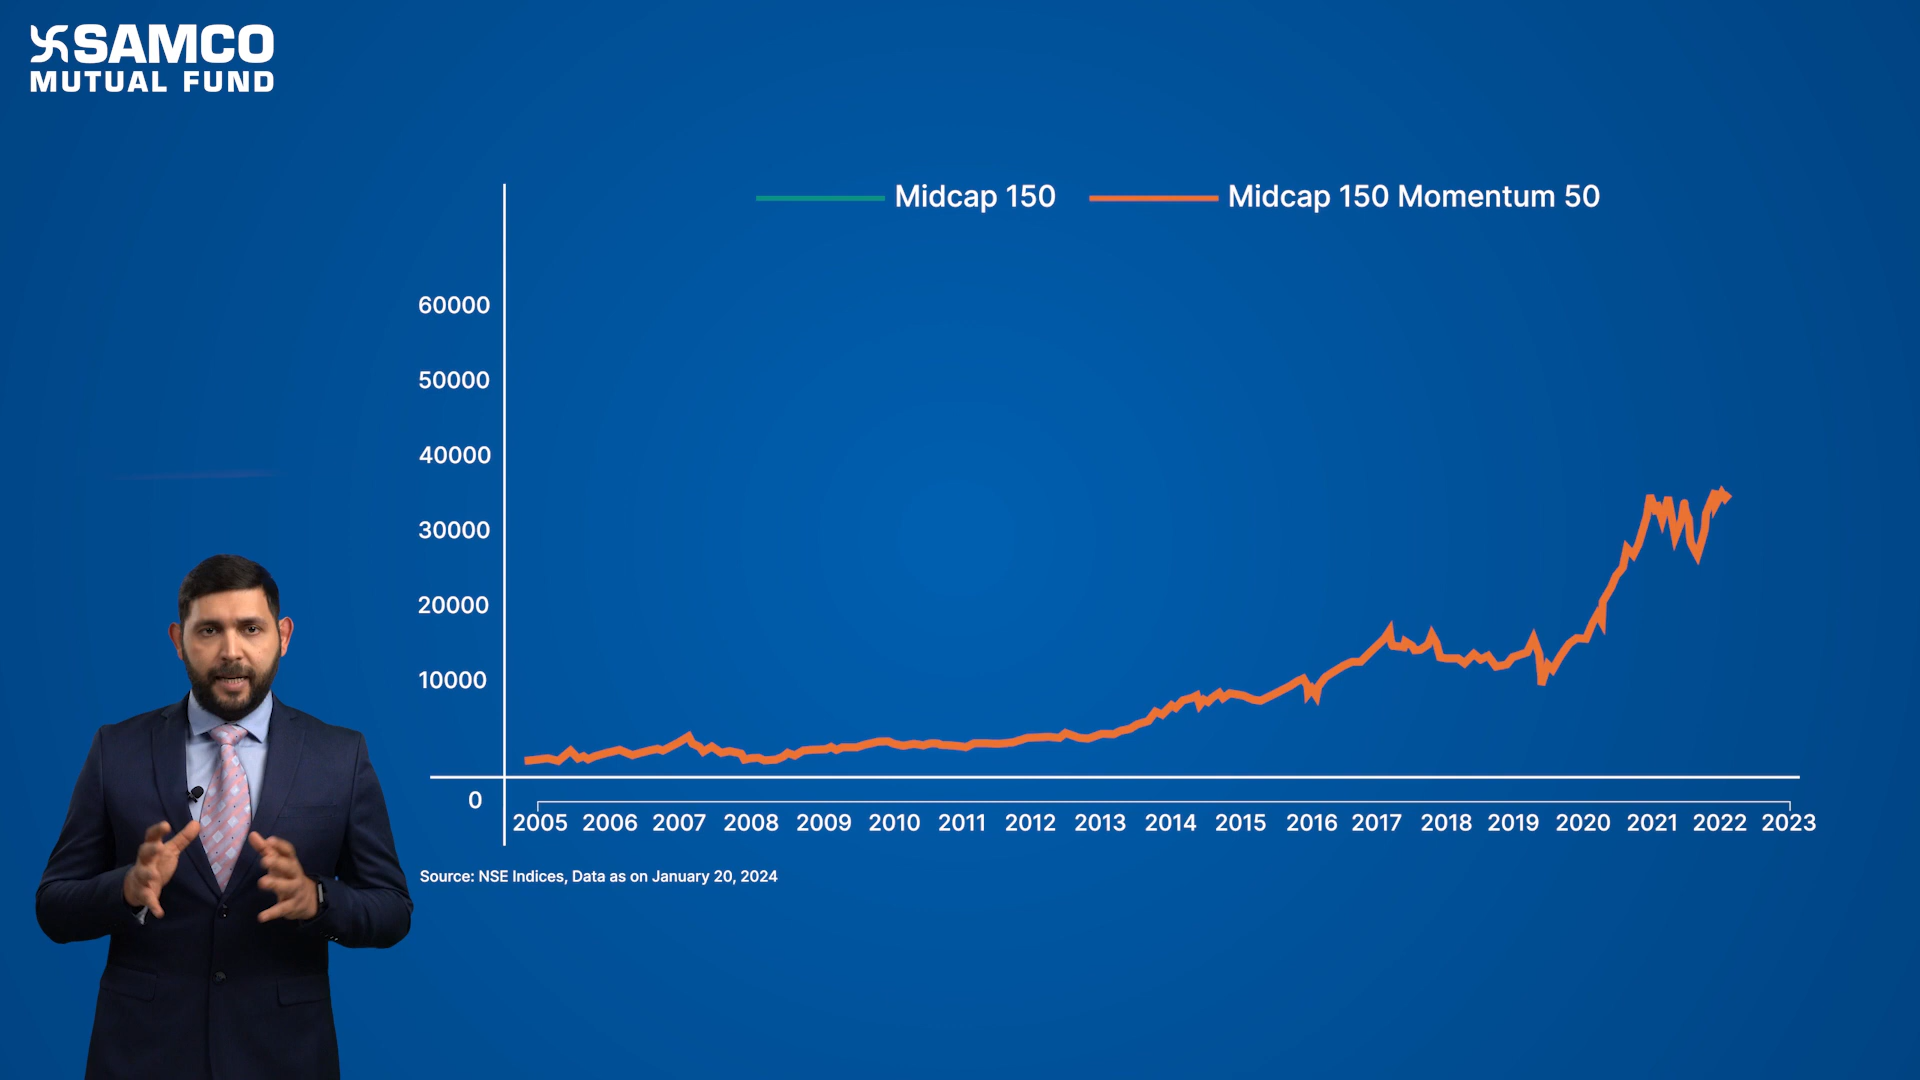 SAMCO
MUTUAL FUND
Midcap 150
Midcap 150 Momentum 50
60000
50000
40000
30000
20000
10000
0
2005 2006 2007 2008 2009 2010 2011 2012 2013 2014 2015 2016 2017 2018 2019 2020 2021 2022 2023
Source: NSE Indices, Data as on January 20, 2024